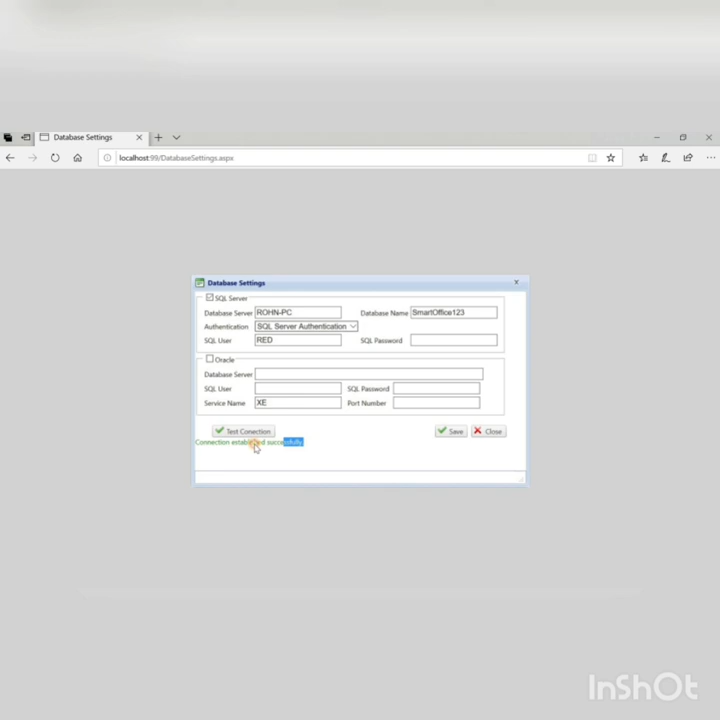 Database Settings
localhost:99/DatabaseSettings.aspx
Database Settings
SQL Server
Database Server ROHN-PC Database Name SmartOffice123
Authentication SQL Server Authentication
SQL User RED SQL Password
Oracle
Database Server
SQL User SQL Password
Service Name XE Port Number
Test Conection Save Close
Connection established successfully.
InShOt